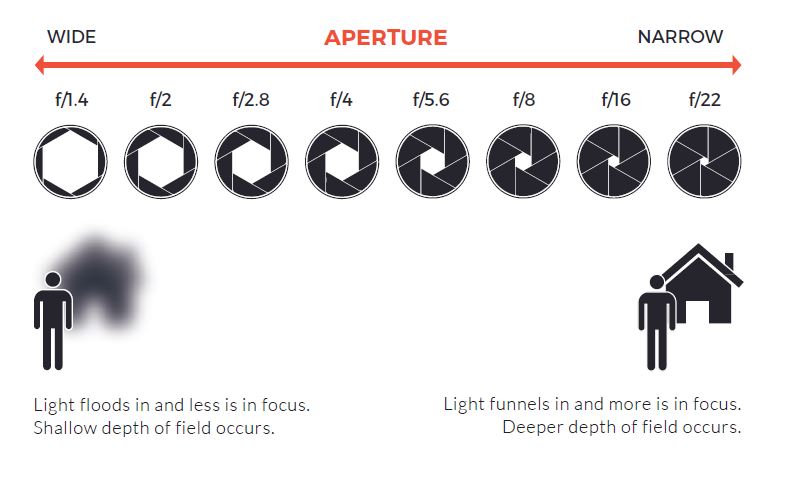 WIDE
APERTURE
NARROW
f/1.4
f/2
f/2.8
f/4
f/5.6
f/8
f/16
f/22
Light floods in and less is in focus.
Shallow depth of field occurs.
Light funnels in and more is in focus.
Deeper depth of field occurs.